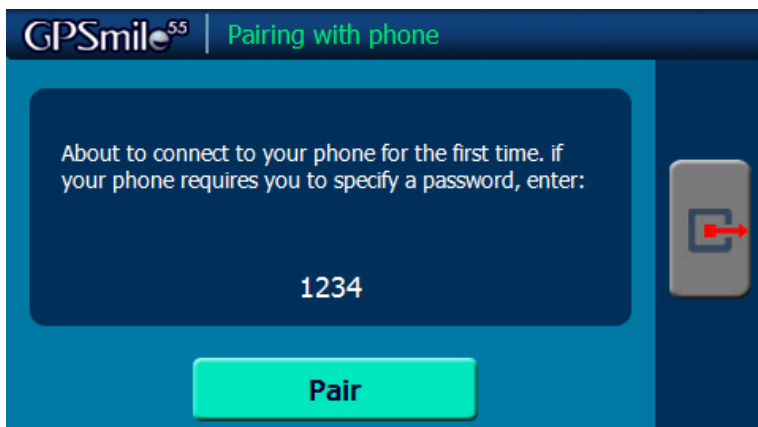 GPSmile55 Pairing with phone
About to connect to your phone for the first time. if
your phone requires you to specify a password, enter:
1234
Pair